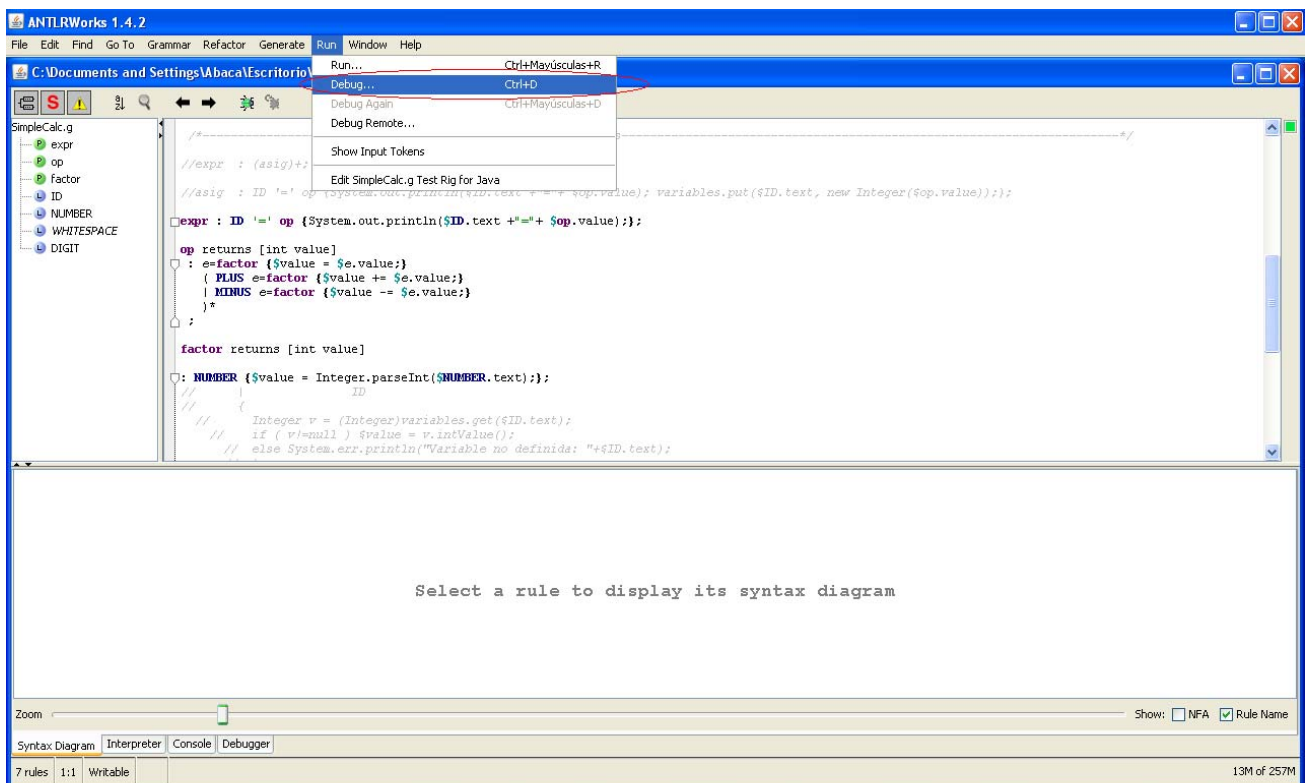 ANTLRWorks 1.4.2
File Edit Find Go To Grammar Refactor Generate Run Window Help
C:\Documents and Settings\Abaca\Escritorio\
Run... Ctrl+Mayúsculas+R
Debug... Ctrl+D
Debug Again Ctrl+Mayúsculas+D
Debug Remote...
Show Input Tokens
Edit SimpleCalc.g Test Rig for Java
SimpleCalc.g
expr
op
factor
ID
NUMBER
WHITESPACE
DIGIT
//expr : (asig)+;
//asig : ID '=' op {System.out.println($ID.text +"="+ $op.value); variables.put($ID.text, new Integer($op.value));};
expr : ID '=' op {System.out.println($ID.text +"="+ $op.value);};
op returns [int value]
: e=factor {$value = $e.value;}
( PLUS e=factor {$value += $e.value;}
| MINUS e=factor {$value -= $e.value;}
)*
;
factor returns [int value]
: NUMBER {$value = Integer.parseInt($NUMBER.text);};
// | ID
// {
// Integer v = (Integer)variables.get($ID.text);
// if ( v!=null ) $value = v.intValue();
// else System.err.println("Variable no definida: "+$ID.text);
Select a rule to display its syntax diagram
Zoom Show: NFA Rule Name
Syntax Diagram Interpreter Console Debugger
7 rules 1:1 Writable 13M of 257M